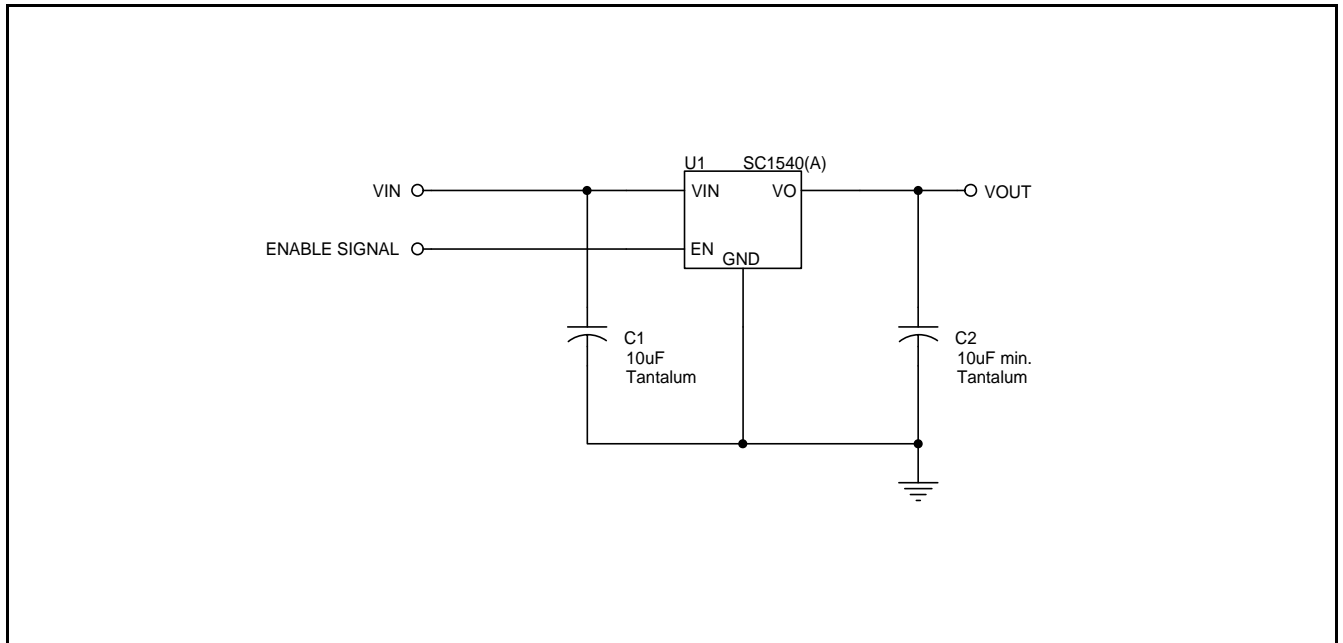 U1 SC1540(A)
VIN VIN VO VOUT
ENABLE SIGNAL EN
GND
C1
10uF
Tantalum
C2
10uF min.
Tantalum